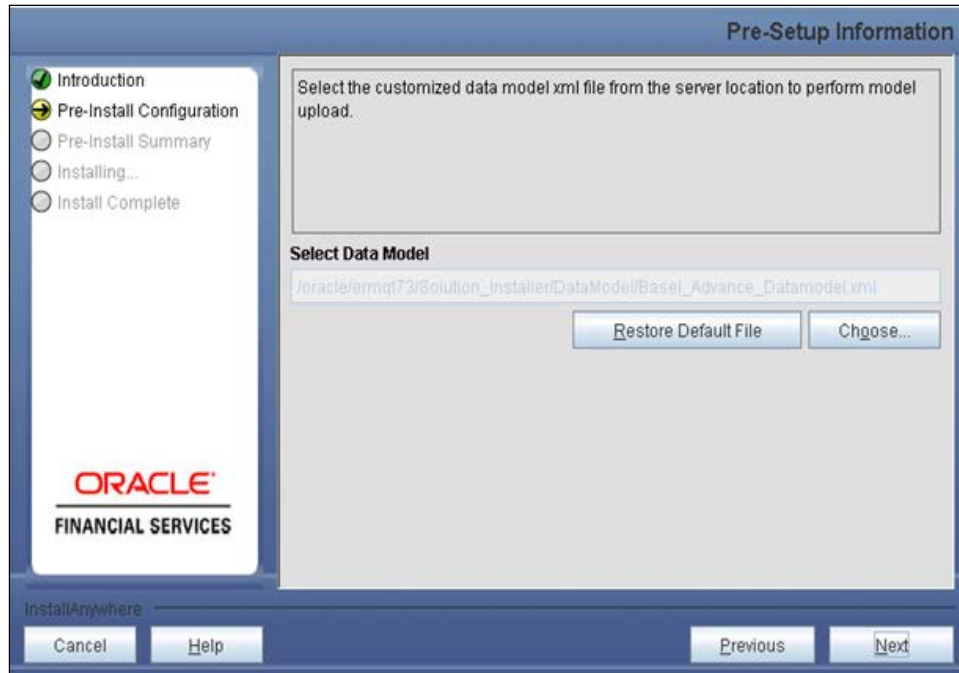 Pre-Setup Information
Introduction
Pre-Install Configuration
Pre-Install Summary
Installing...
Install Complete
Select the customized data model xml file from the server location to perform model
upload.
Select Data Model
/oracle/ermqt73/Solution_Installer/DataModel/Basel_Advance_Datamodel.xml
Restore Default File
Choose...
ORACLE
FINANCIAL SERVICES
InstallAnywhere
Cancel
Help
Previous
Next